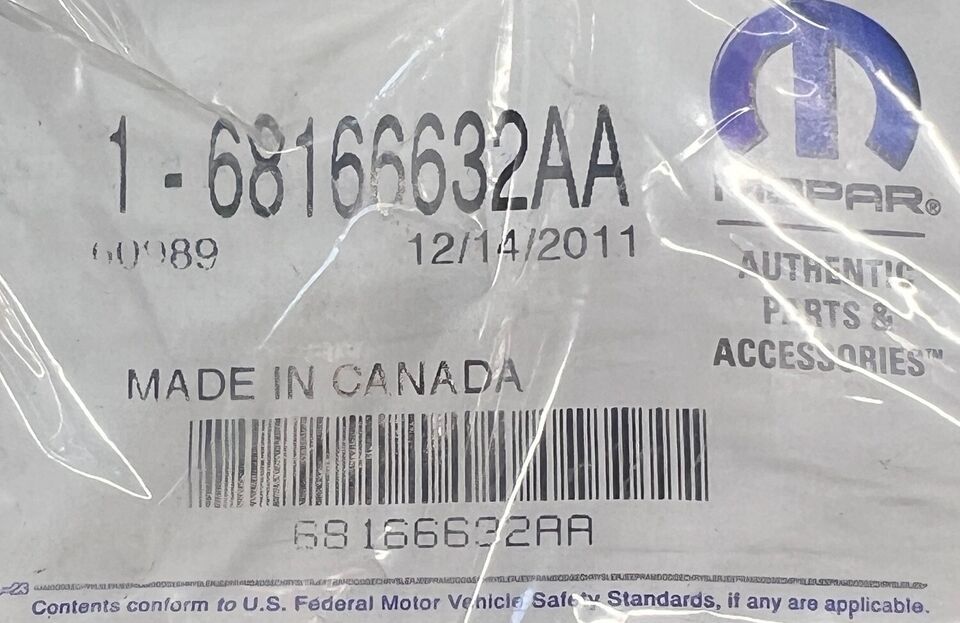 1-68166632AA
12/14/2011
MOPAR®
AUTHENTIC
PARTS &
ACCESSORIES™
MADE IN CANADA
68166632AA
Contents conform to U.S. Federal Motor Vehicle Safety Standards, if any are applicable.